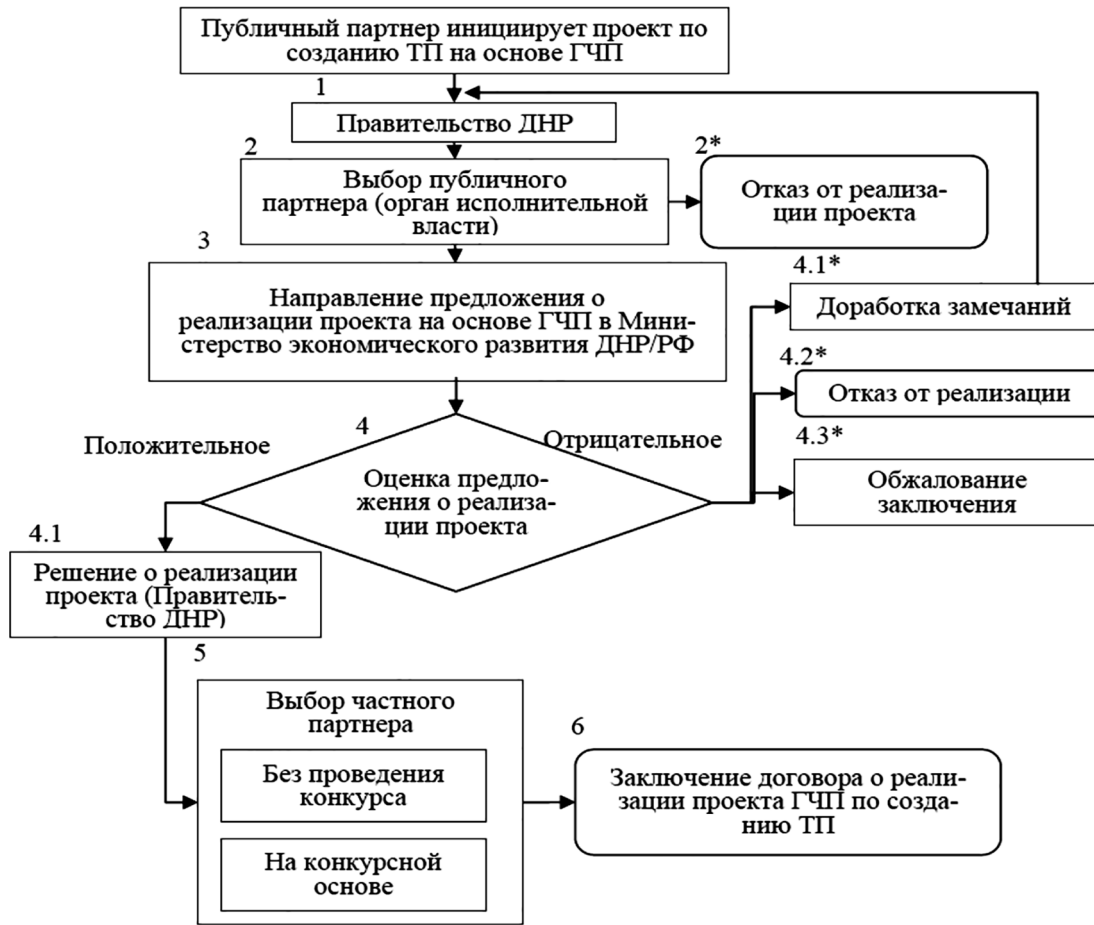 Публичный партнер инициирует проект по
созданию ТП на основе ГЧП
1
Правительство ДНР
2
Выбор публичного
партнера (орган исполнительной
власти)
2*
Отказ от реализа-
ции проекта
3
Направление предложения о
реализации проекта на основе ГЧП в Мини-
стерство экономического развития ДНР/РФ
4.1*
Доработка замечаний
4.2*
Отказ от реализации
4.3*
Обжалование
заключения
4
Положительное
Отрицательное
Оценка предло-
жения о реализа-
ции проекта
4.1
Решение о реализации
проекта (Правитель-
ство ДНР)
5
Выбор частного
партнера
Без проведения
конкурса
На конкурсной
основе
6
Заключение договора о реали-
зации проекта ГЧП по созда-
нию ТП